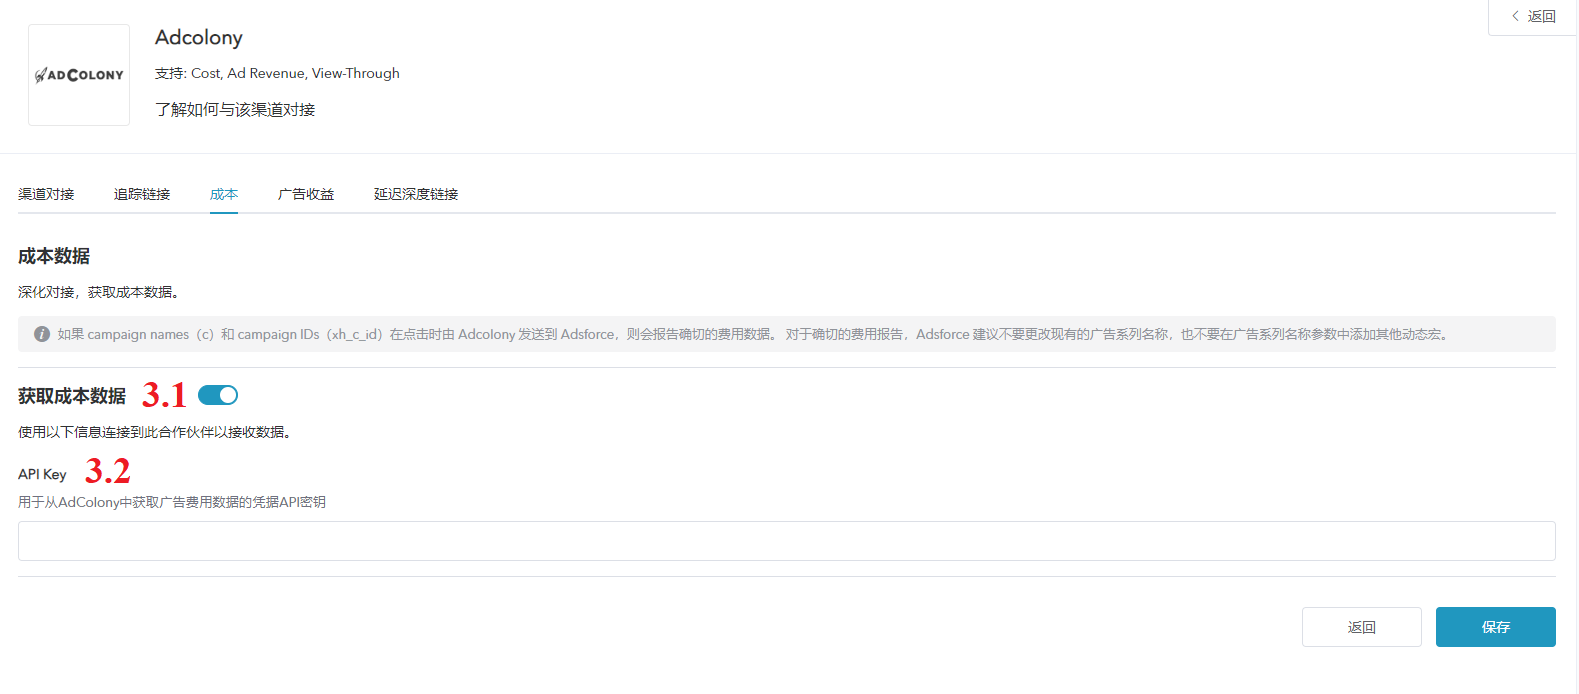 返回
ADCOLONY
Adcolony
支持: Cost, Ad Revenue, View-Through
了解如何与该渠道对接
渠道对接 追踪链接 成本 广告收益 延迟深度链接
成本数据
深化对接，获取成本数据。
如果 campaign names（c）和 campaign IDs（xh_c_id）在点击时由 Adcolony 发送到 Adsforce，则会报告确切的费用数据。 对于确切的费用报告，Adsforce 建议不要更改现有的广告系列名称，也不要在广告系列名称参数中添加其他动态宏。
获取成本数据 3.1
使用以下信息连接到此合作伙伴以接收数据。
API Key 3.2
用于从AdColony中获取广告费用数据的凭据API密钥
返回 保存